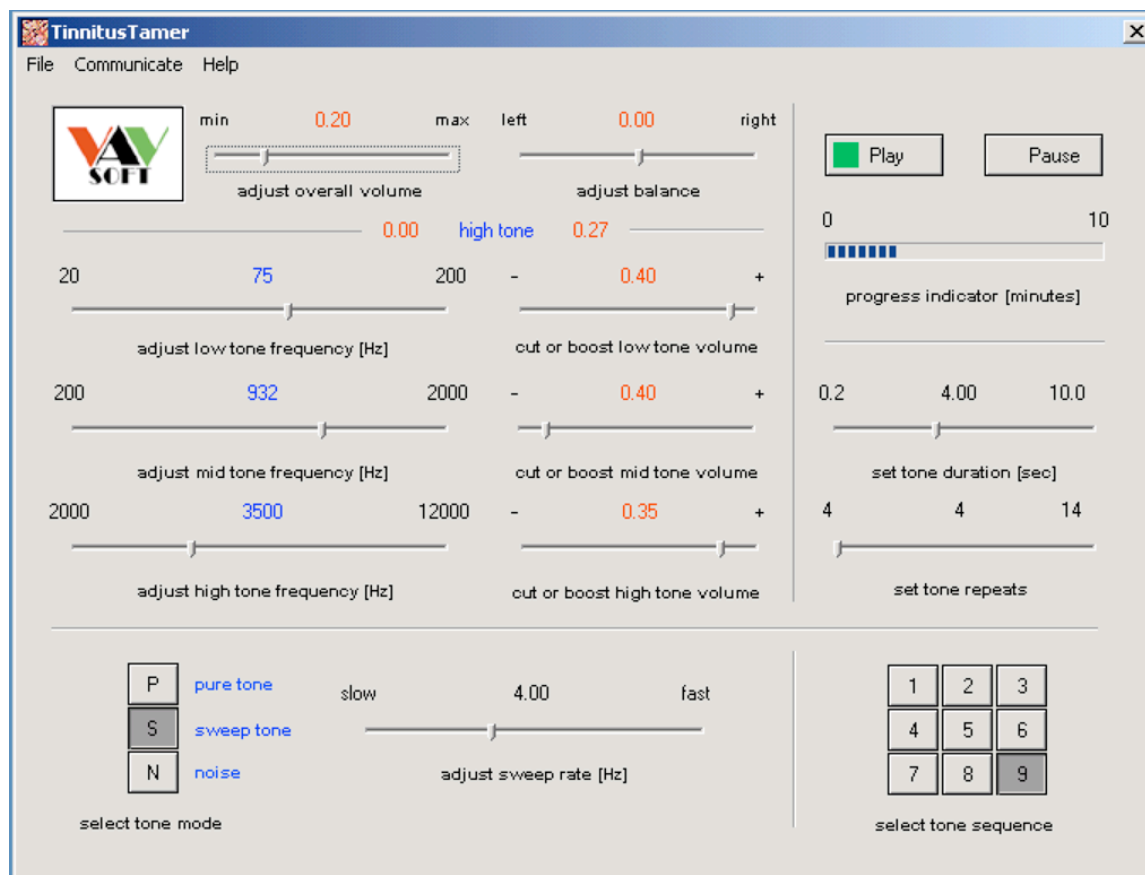 TinnitusTamer
File Communicate Help
VAV
SOFT
min 0.20 max left 0.00 right
adjust overall volume adjust balance
Play Pause
0.00 high tone 0.27
0 10
progress indicator [minutes]
20 75 200 - 0.40 +
adjust low tone frequency [Hz] cut or boost low tone volume
200 932 2000 - 0.40 + 0.2 4.00 10.0
adjust mid tone frequency [Hz] cut or boost mid tone volume set tone duration [sec]
2000 3500 12000 - 0.35 + 4 4 14
adjust high tone frequency [Hz] cut or boost high tone volume set tone repeats
P pure tone slow 4.00 fast 1 2 3
S sweep tone 4 5 6
N noise adjust sweep rate [Hz] 7 8 9
select tone mode select tone sequence